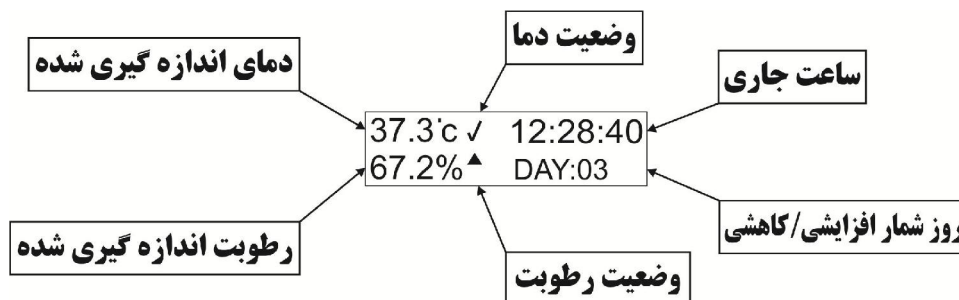 وضعیت دما
دمای اندازه گیری شده
ساعت جاری
37.3°c ✓ 12:28:40
67.2%▲ DAY:03
رطوبت اندازه گیری شده
روز شمار افزایشی/کاهشی
وضعیت رطوبت